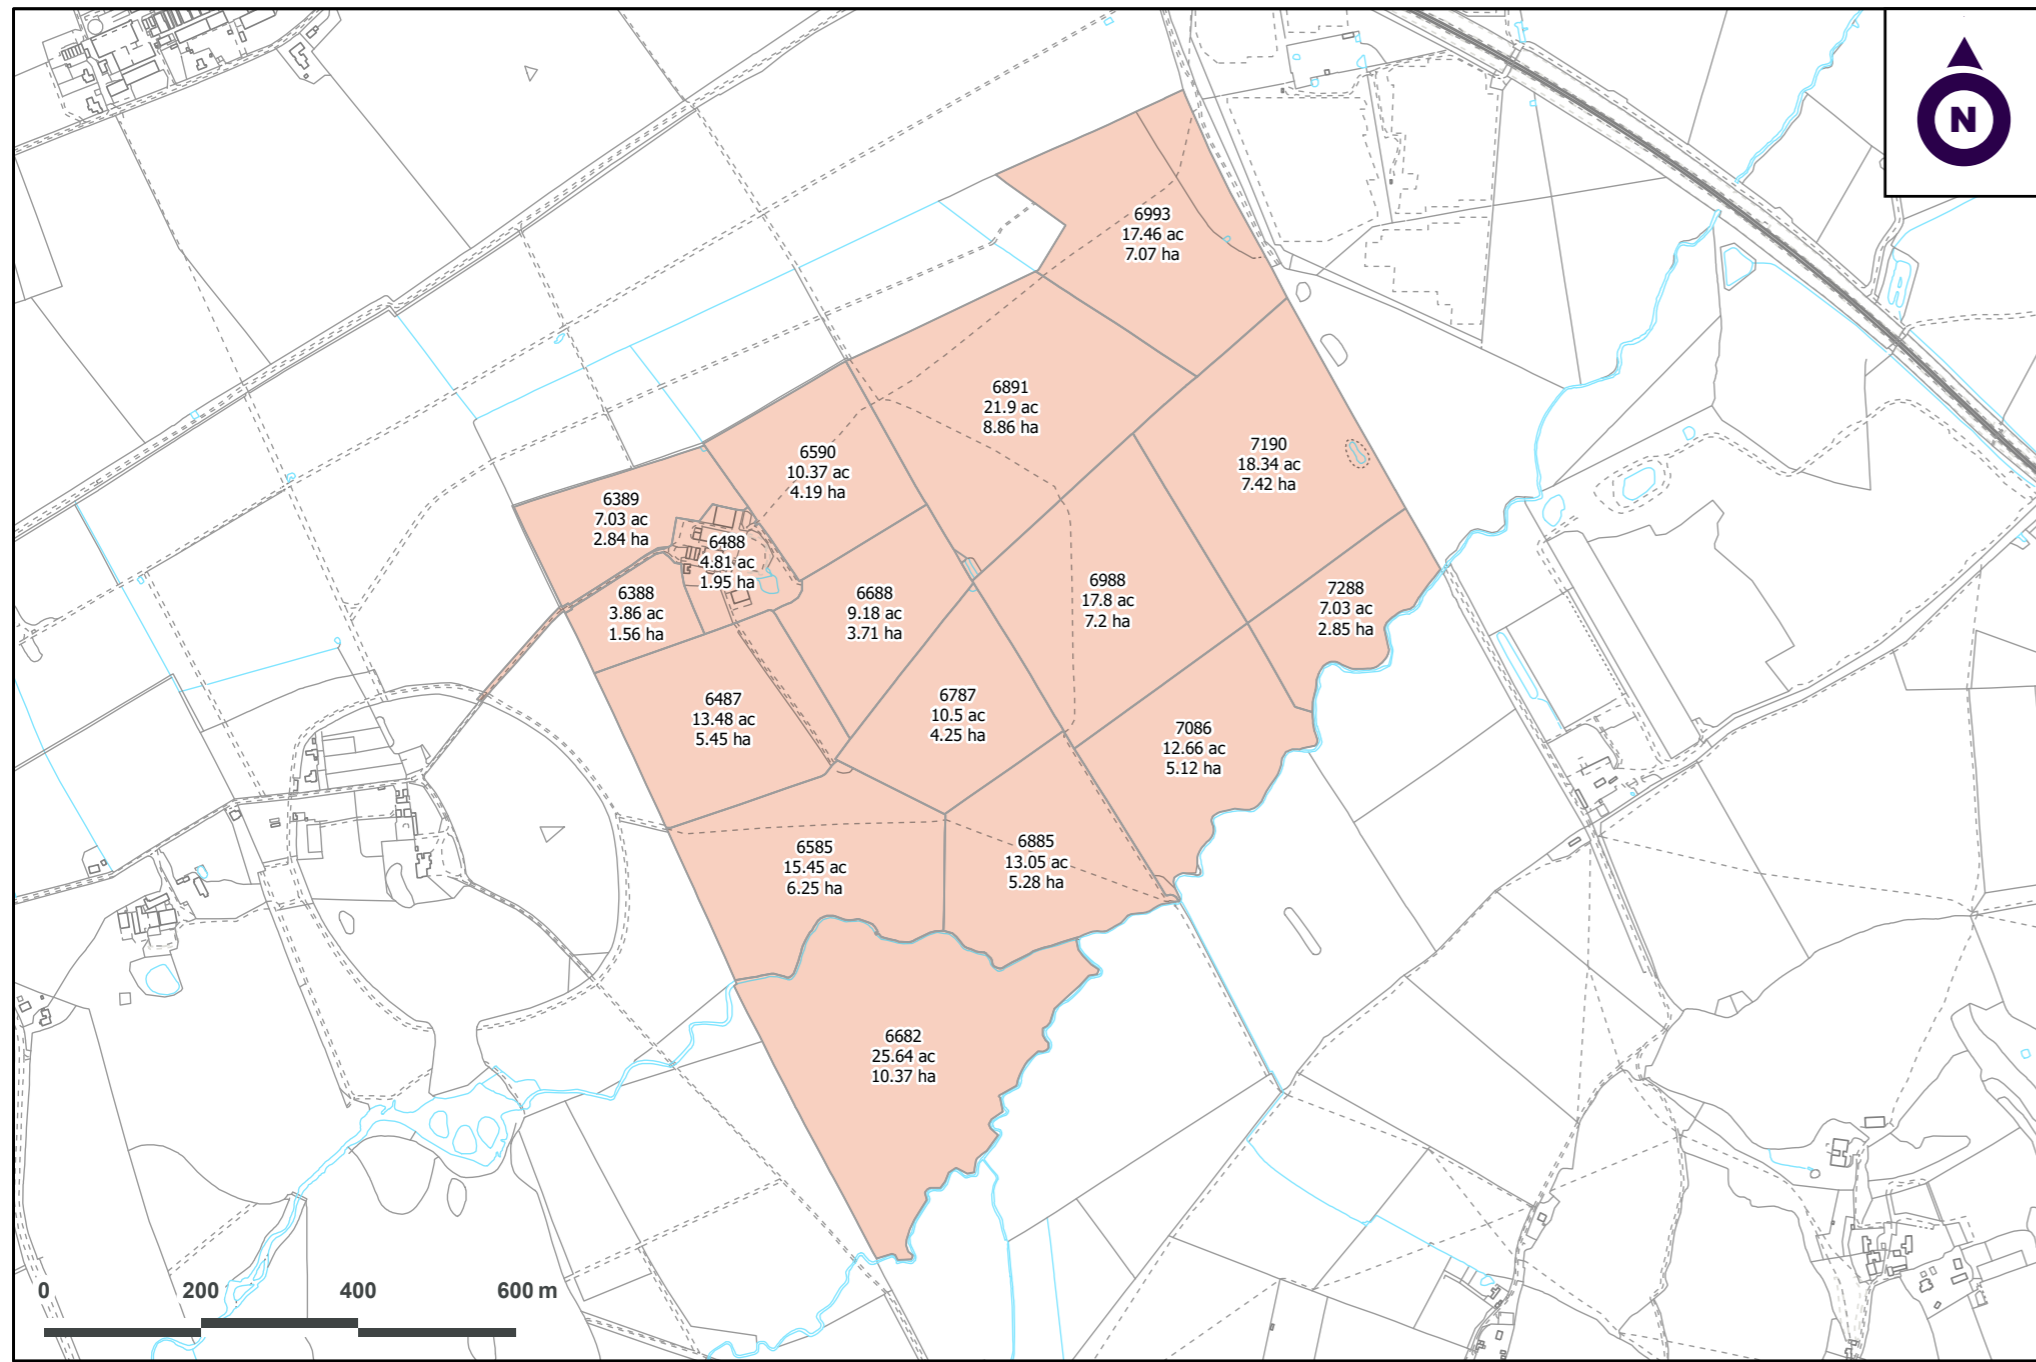 N
6993
17.46 ac
7.07 ha
6891
21.9 ac
8.86 ha
6590
10.37 ac
4.19 ha
7190
18.34 ac
7.42 ha
6389
7.03 ac
2.84 ha
6488
4.81 ac
1.95 ha
6388
3.86 ac
1.56 ha
6688
9.18 ac
3.71 ha
6988
17.8 ac
7.2 ha
7288
7.03 ac
2.85 ha
6487
13.48 ac
5.45 ha
6787
10.5 ac
4.25 ha
7086
12.66 ac
5.12 ha
6585
15.45 ac
6.25 ha
6885
13.05 ac
5.28 ha
6682
25.64 ac
10.37 ha
0 200 400 600 m